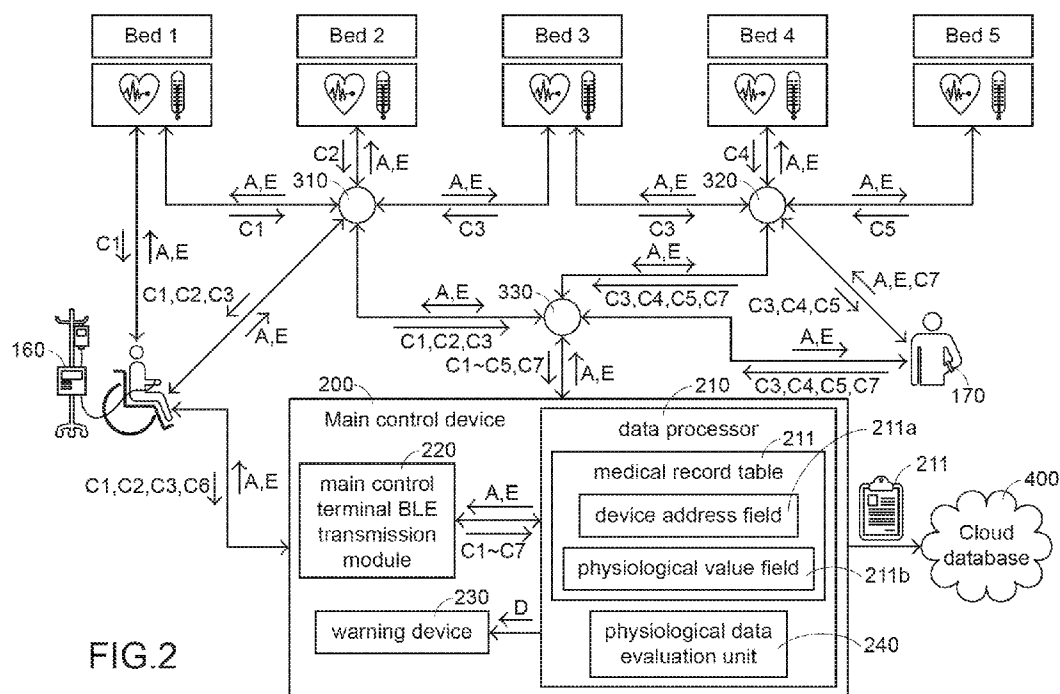 Bed 1
Bed 2
Bed 3
Bed 4
Bed 5
C2
A,E
C4
A,E
310
320
A,E
C1
A,E
C3
A,E
C3
A,E
C5
C1
A,E
C1,C2,C3
A,E
A,E
C3,C4,C5,C7
330
A,E
C1,C2,C3
A,E,C7
C3,C4,C5
160
C1~C5,C7
A,E
A,E
C3,C4,C5,C7
170
200
Main control device
210
data processor
211
medical record table
211a
device address field
physiological value field
211b
220
main control
terminal BLE
transmission
module
A,E
C1~C7
C1,C2,C3,C6
A,E
211
400
Cloud
database
230
warning device
D
physiological data
evaluation unit
240
FIG.2